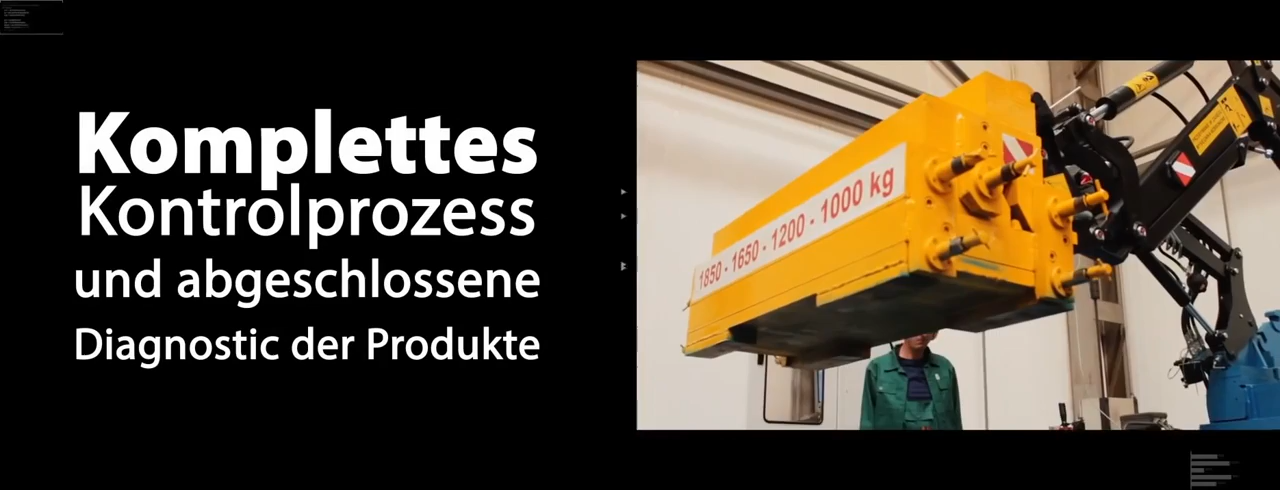 Komplettes
Kontrolprozess
und abgeschlossene
Diagnostic der Produkte
1850 - 1650 - 1200 - 1000 kg